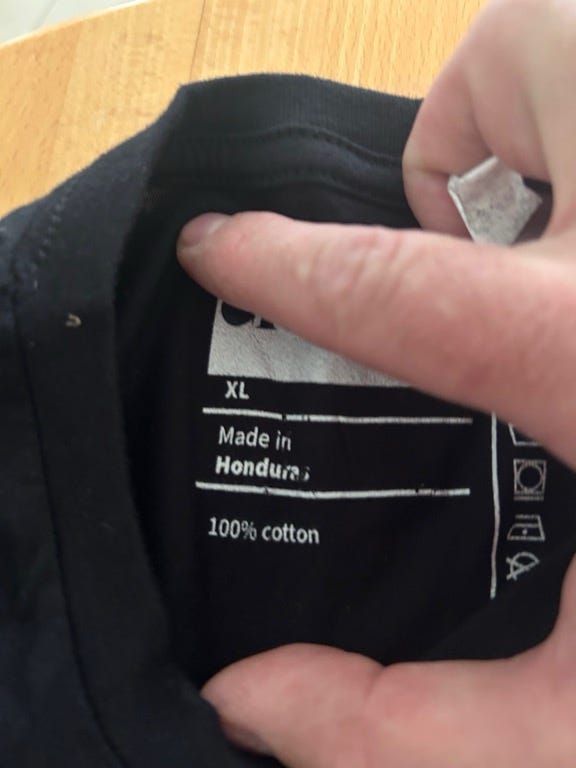 XL
Made in
Honduras
100% cotton